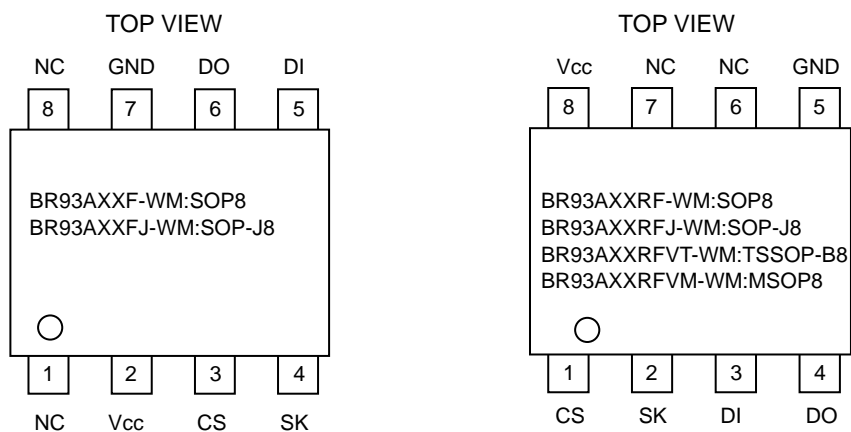 TOP VIEW
NC GND DO DI
8 7 6 5
BR93AXXF-WM:SOP8
BR93AXXFJ-WM:SOP-J8
1 2 3 4
NC Vcc CS SK
TOP VIEW
Vcc NC NC GND
8 7 6 5
BR93AXXRF-WM:SOP8
BR93AXXRFJ-WM:SOP-J8
BR93AXXRFVT-WM:TSSOP-B8
BR93AXXRFVM-WM:MSOP8
1 2 3 4
CS SK DI DO